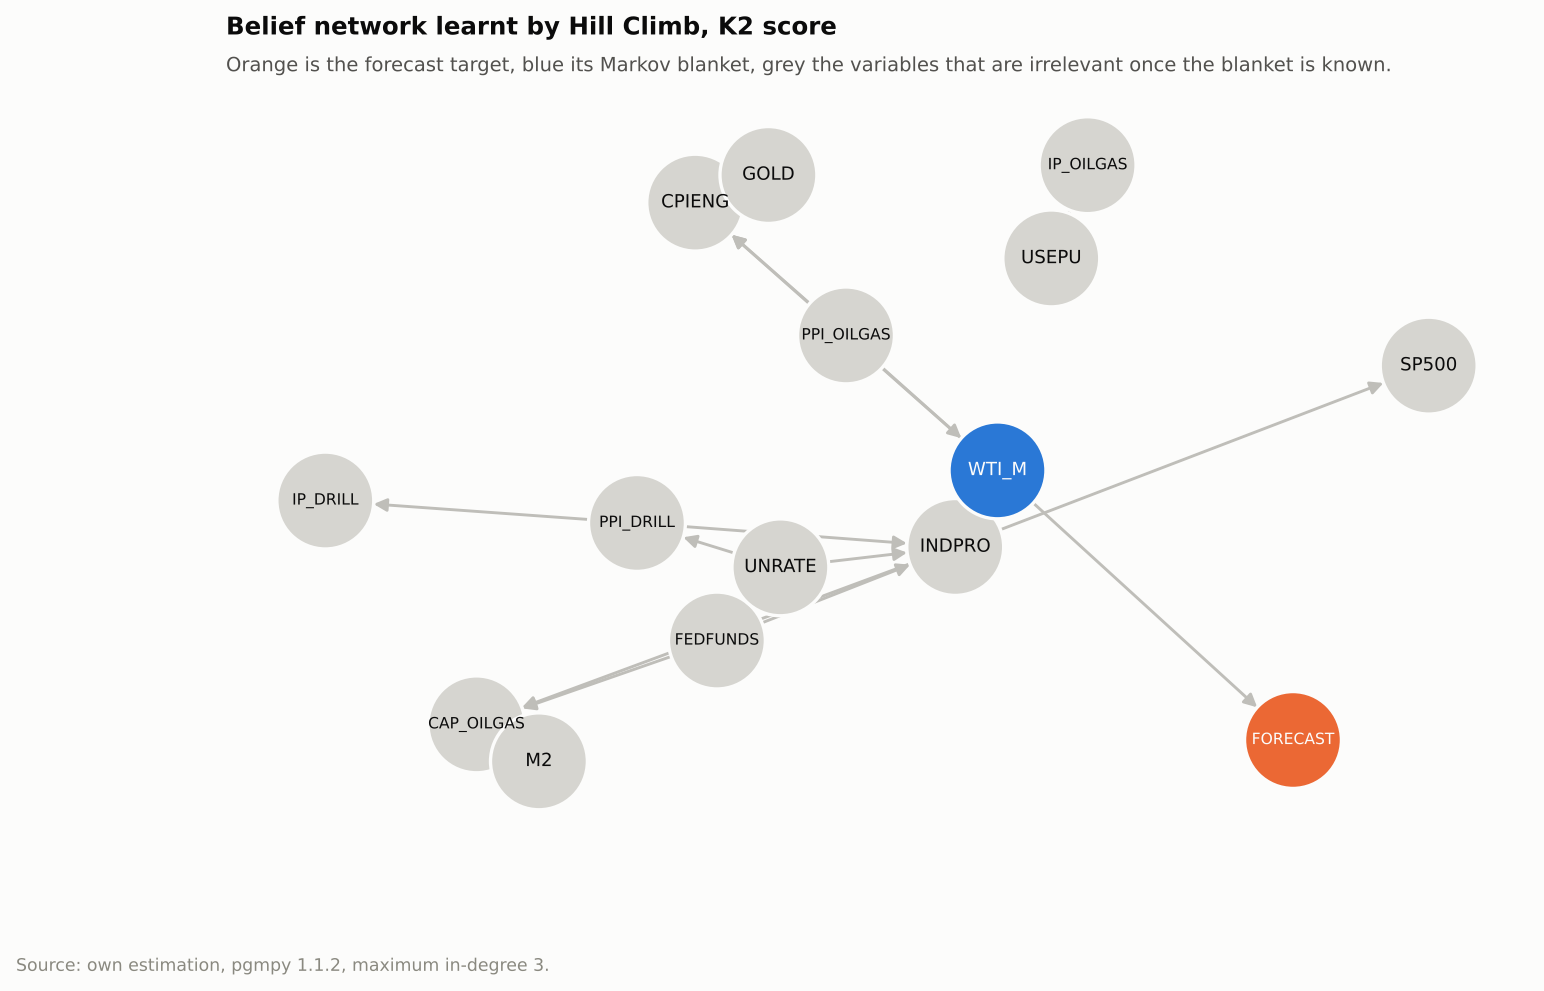 Belief network learnt by Hill Climb, K2 score
Orange is the forecast target, blue its Markov blanket, grey the variables that are irrelevant once the blanket is known.
IP_OILGAS
GOLD
CPIENG
USEPU
PPI_OILGAS
SP500
WTI_M
IP_DRILL
PPI_DRILL
INDPRO
UNRATE
FEDFUNDS
CAP_OILGAS
FORECAST
M2
Source: own estimation, pgmpy 1.1.2, maximum in-degree 3.